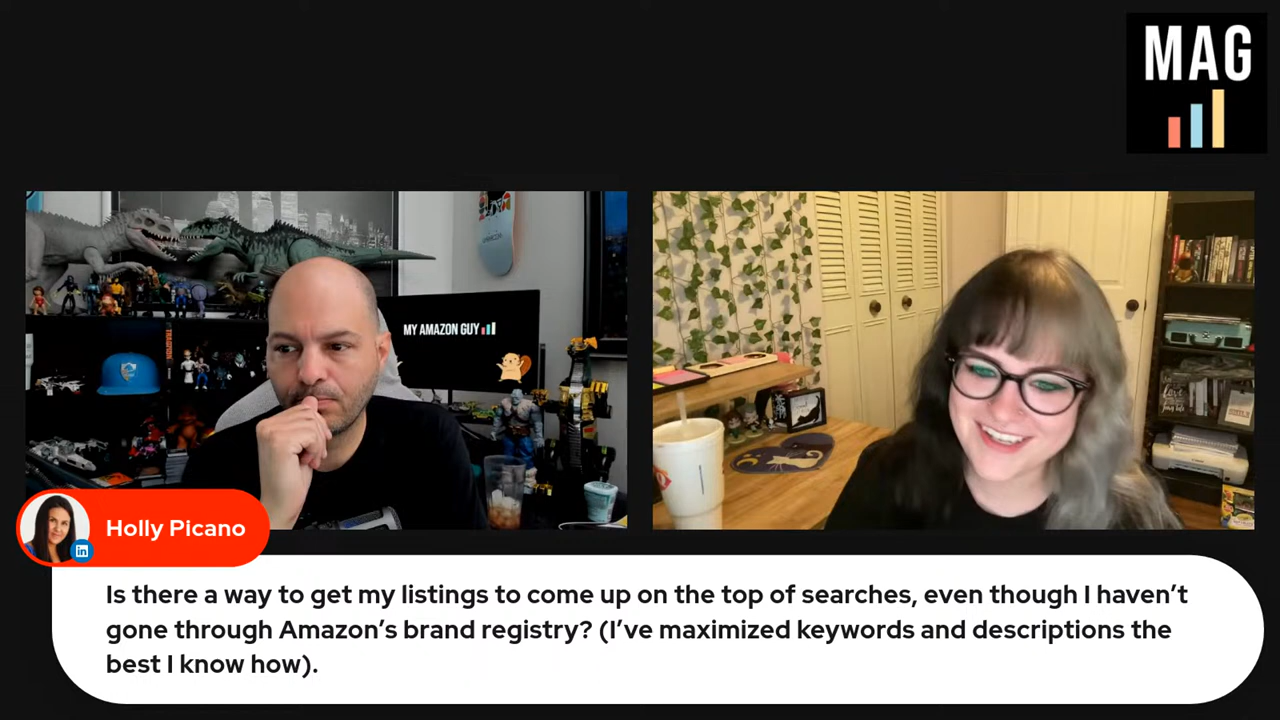 MAG
MY AMAZON GUY
Holly Picano
in
Is there a way to get my listings to come up on the top of searches, even though I haven't
gone through Amazon's brand registry? (I've maximized keywords and descriptions the
best I know how).